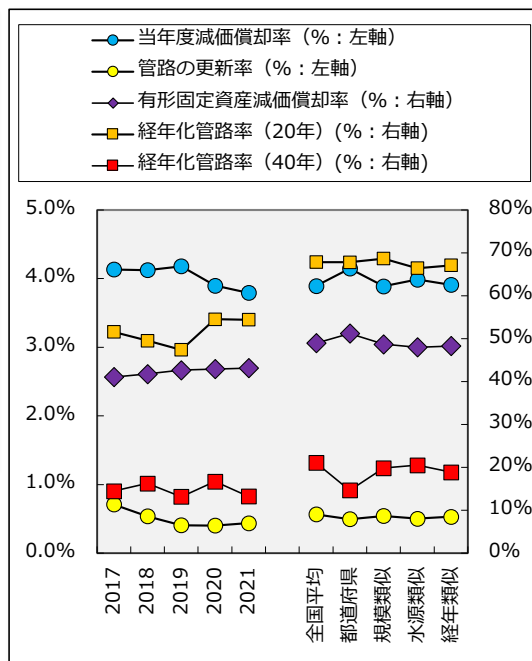 当年度減価償却率（%：左軸）
管路の更新率（%：左軸）
有形固定資産減価償却率（%：右軸）
経年化管路率（20年）(%：右軸)
経年化管路率（40年）(%：右軸)
5.0%
4.0%
3.0%
2.0%
1.0%
0.0%
80%
70%
60%
50%
40%
30%
20%
10%
0%
2017
2018
2019
2020
2021
全国平均
都道府県
規模類似
水源類似
経年類似